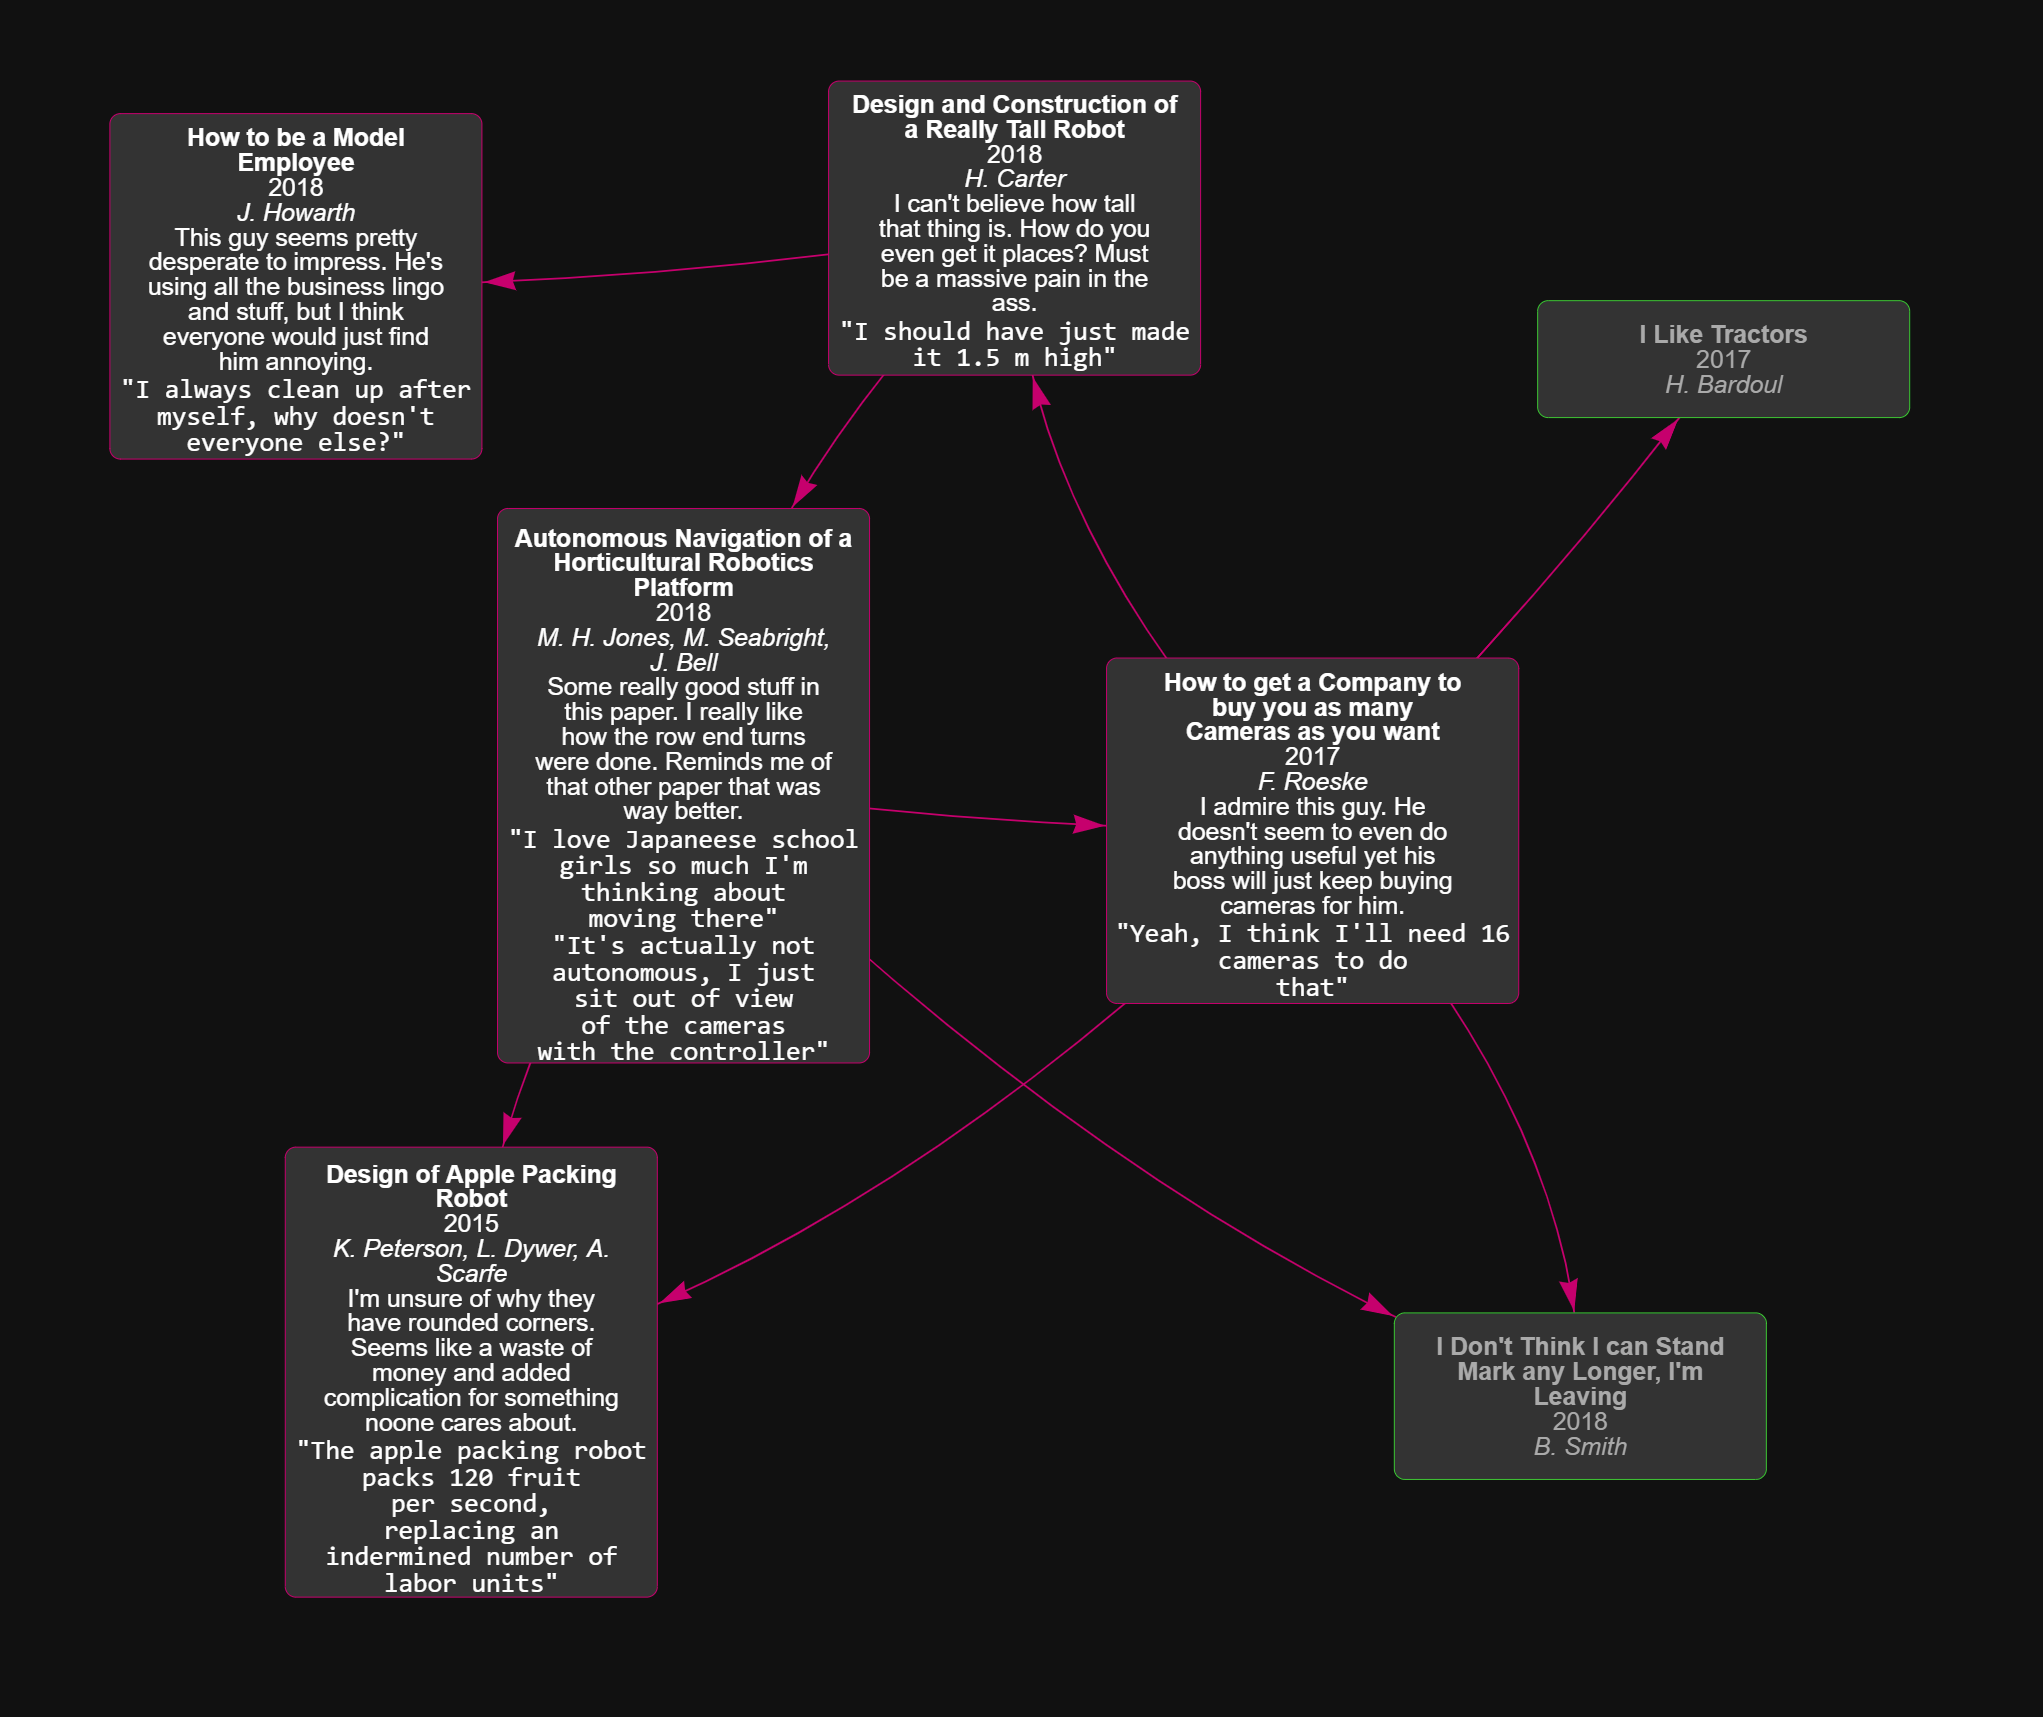 How to be a Model
Employee
2018
J. Howarth
This guy seems pretty
desperate to impress. He's
using all the business lingo
and stuff, but I think
everyone would just find
him annoying.
"I always clean up after
myself, why doesn't
everyone else?"
Design and Construction of
a Really Tall Robot
2018
H. Carter
I can't believe how tall
that thing is. How do you
even get it places? Must
be a massive pain in the
ass.
"I should have just made
it 1.5 m high"
I Like Tractors
2017
H. Bardoul
Autonomous Navigation of a
Horticultural Robotics
Platform
2018
M. H. Jones, M. Seabright,
J. Bell
Some really good stuff in
this paper. I really like
how the row end turns
were done. Reminds me of
that other paper that was
way better.
"I love Japaneese school
girls so much I'm
thinking about
moving there"
"It's actually not
autonomous, I just
sit out of view
of the cameras
with the controller"
How to get a Company to
buy you as many
Cameras as you want
2017
F. Roeske
I admire this guy. He
doesn't seem to even do
anything useful yet his
boss will just keep buying
cameras for him.
"Yeah, I think I'll need 16
cameras to do
that"
Design of Apple Packing
Robot
2015
K. Peterson, L. Dywer, A.
Scarfe
I'm unsure of why they
have rounded corners.
Seems like a waste of
money and added
complication for something
noone cares about.
"The apple packing robot
packs 120 fruit
per second,
replacing an
indermined number of
labor units"
I Don't Think I can Stand
Mark any Longer, I'm
Leaving
2018
B. Smith